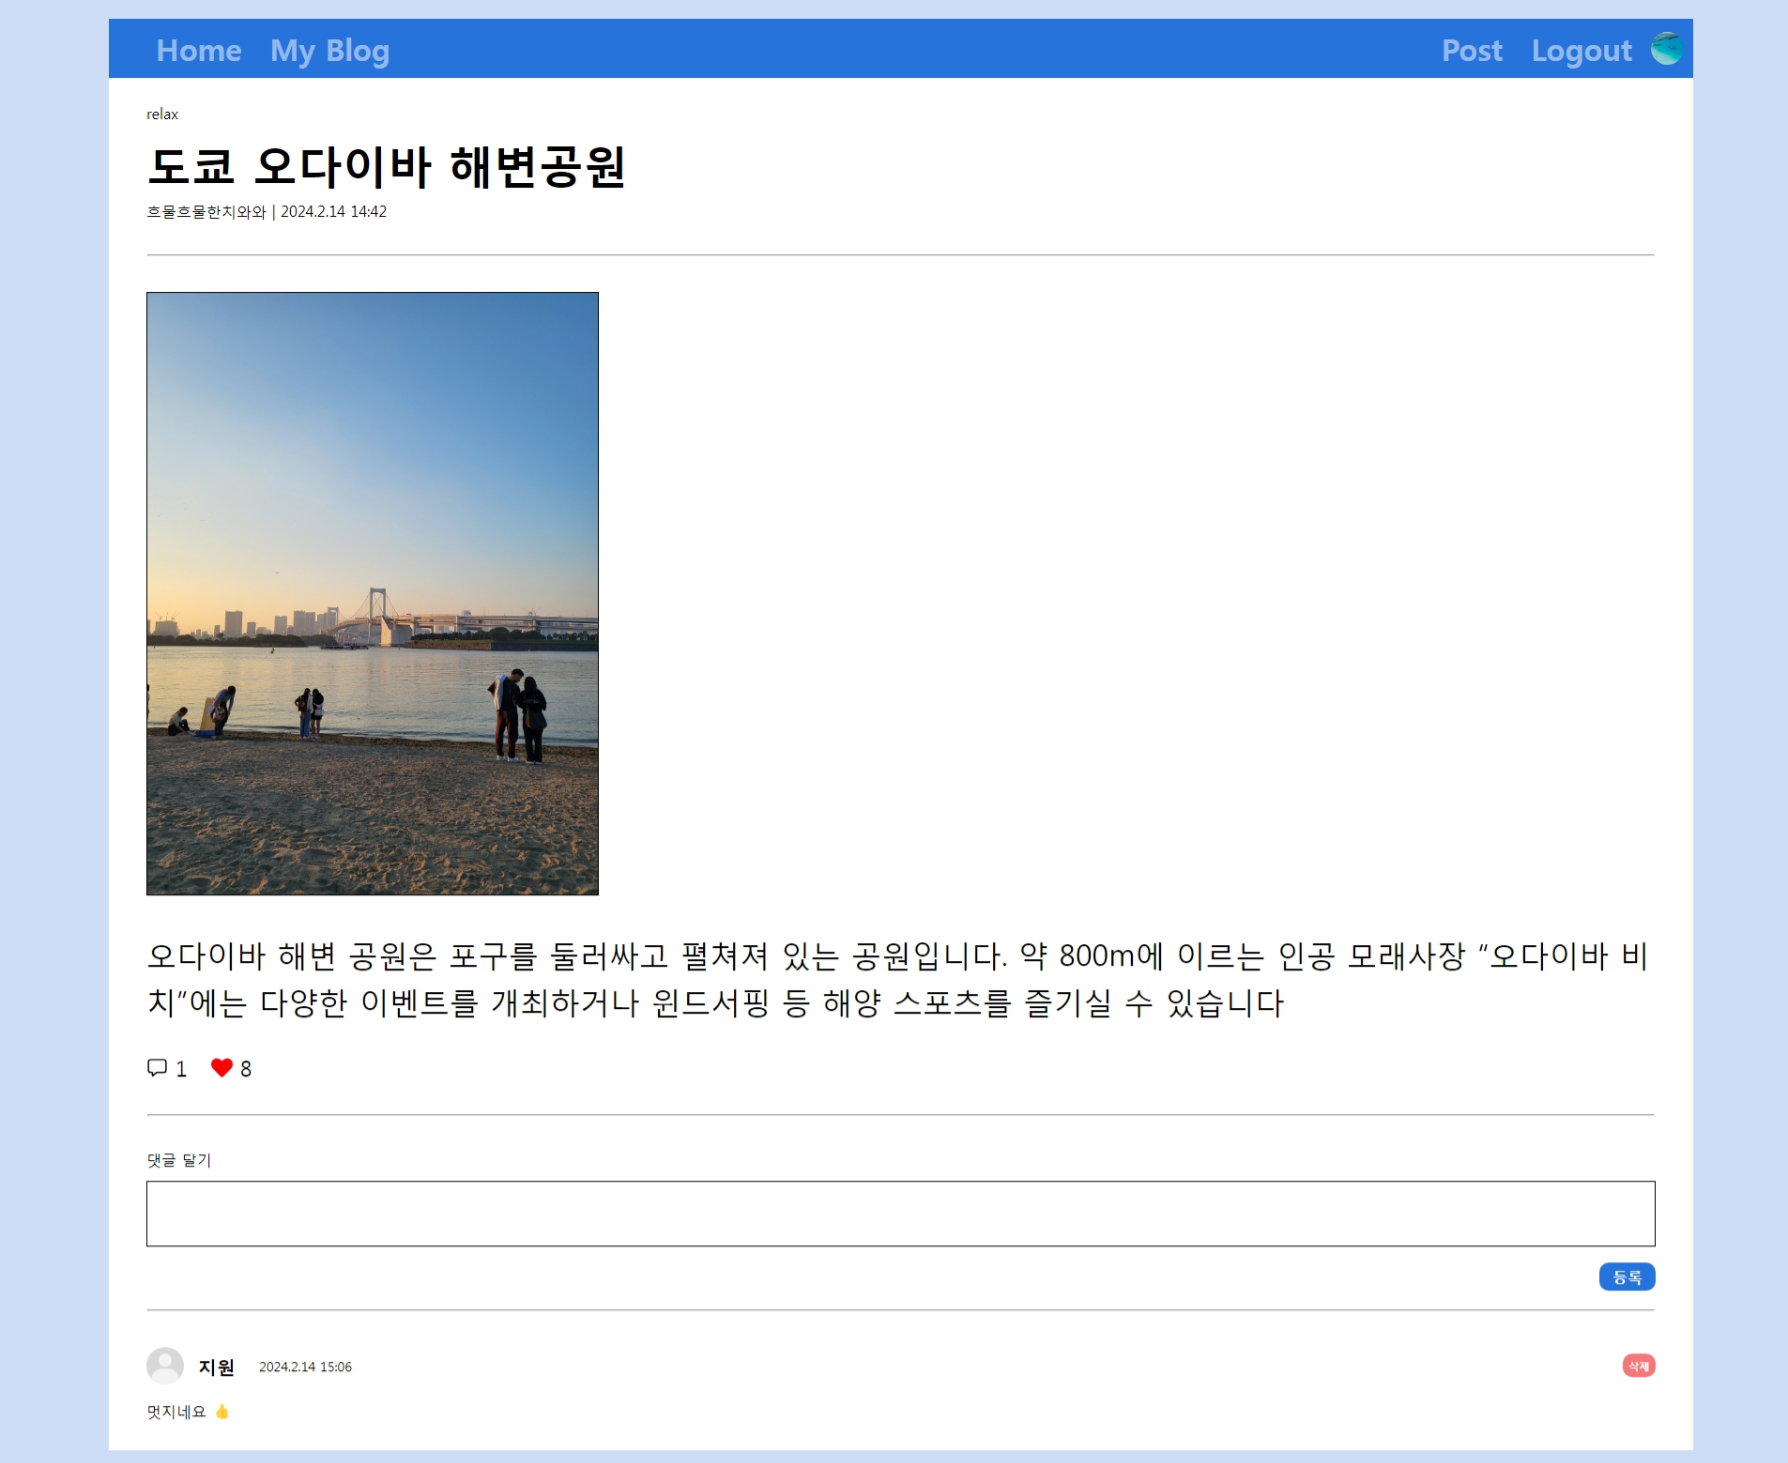 Home My Blog Post Logout
relax
도쿄 오다이바 해변공원
흐물흐물한치와와 | 2024.2.14 14:42
오다이바 해변 공원은 포구를 둘러싸고 펼쳐져 있는 공원입니다. 약 800m에 이르는 인공 모래사장 “오다이바 비
치”에는 다양한 이벤트를 개최하거나 윈드서핑 등 해양 스포츠를 즐기실 수 있습니다
1 8
댓글 달기
등록
지원 2024.2.14 15:06 삭제
멋지네요 👍